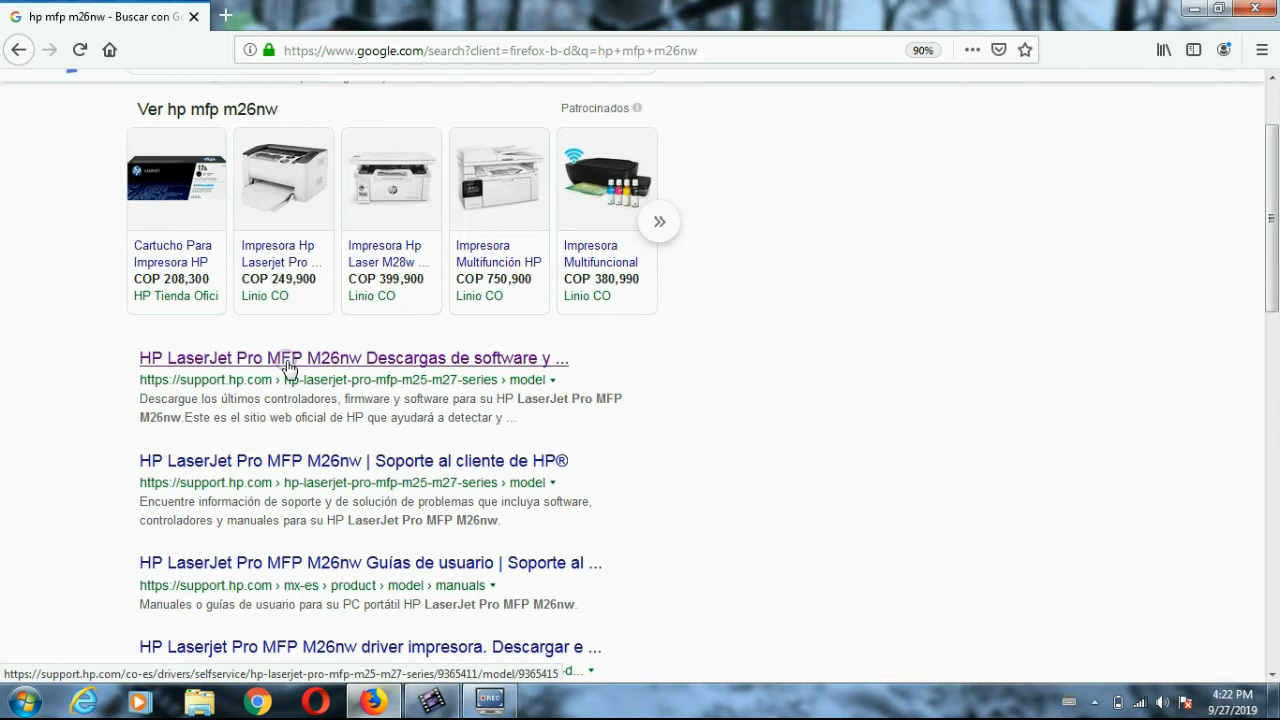 hp mfp m26nw - Buscar con G
https://www.google.com/search?client=firefox-b-d&q=hp+mfp+m26nw
90%
Ver hp mfp m26nw
Patrocinados
17A
Cartucho Para
Impresora HP
COP 208,300
HP Tienda Ofici
Impresora Hp
Laserjet Pro ...
COP 249,900
Linio CO
Impresora Hp
Laser M28w ...
COP 399,900
Linio CO
Impresora
Multifunción HP
COP 750,900
Linio CO
Impresora
Multifuncional
COP 380,990
Linio CO
HP LaserJet Pro MFP M26nw Descargas de software y ...
https://support.hp.com › hp-laserjet-pro-mfp-m25-m27-series › model
Descargue los últimos controladores, firmware y software para su HP LaserJet Pro MFP
M26nw.Este es el sitio web oficial de HP que ayudará a detectar y ...
HP LaserJet Pro MFP M26nw | Soporte al cliente de HP®
https://support.hp.com › hp-laserjet-pro-mfp-m25-m27-series › model
Encuentre información de soporte y de solución de problemas que incluya software,
controladores y manuales para su HP LaserJet Pro MFP M26nw.
HP LaserJet Pro MFP M26nw Guías de usuario | Soporte al ...
https://support.hp.com › mx-es › product › model › manuals
Manuales o guías de usuario para su PC portátil HP LaserJet Pro MFP M26nw.
HP Laserjet Pro MFP M26nw driver impresora. Descargar e ...
-d...
https://support.hp.com/co-es/drivers/selfservice/hp-laserjet-pro-mfp-m25-m27-series/9365411/model/9365415
REC
4:22 PM
9/27/2019